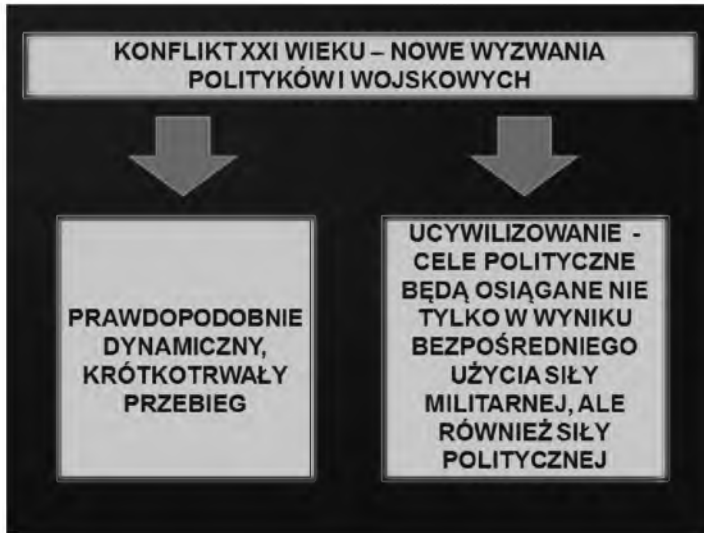 KONFLIKT XXI WIEKU – NOWE WYZWANIA
POLITYKÓW I WOJSKOWYCH
PRAWDOPODOBNIE
DYNAMICZNY,
KRÓTKOTRWAŁY
PRZEBIEG
UCYWILIZOWANIE -
CELE POLITYCZNE
BĘDĄ OSIĄGANE NIE
TYLKO W WYNIKU
BEZPOŚREDNIEGO
UŻYCIA SIŁY
MILITARNEJ, ALE
RÓWNIEŻ SIŁY
POLITYCZNEJ